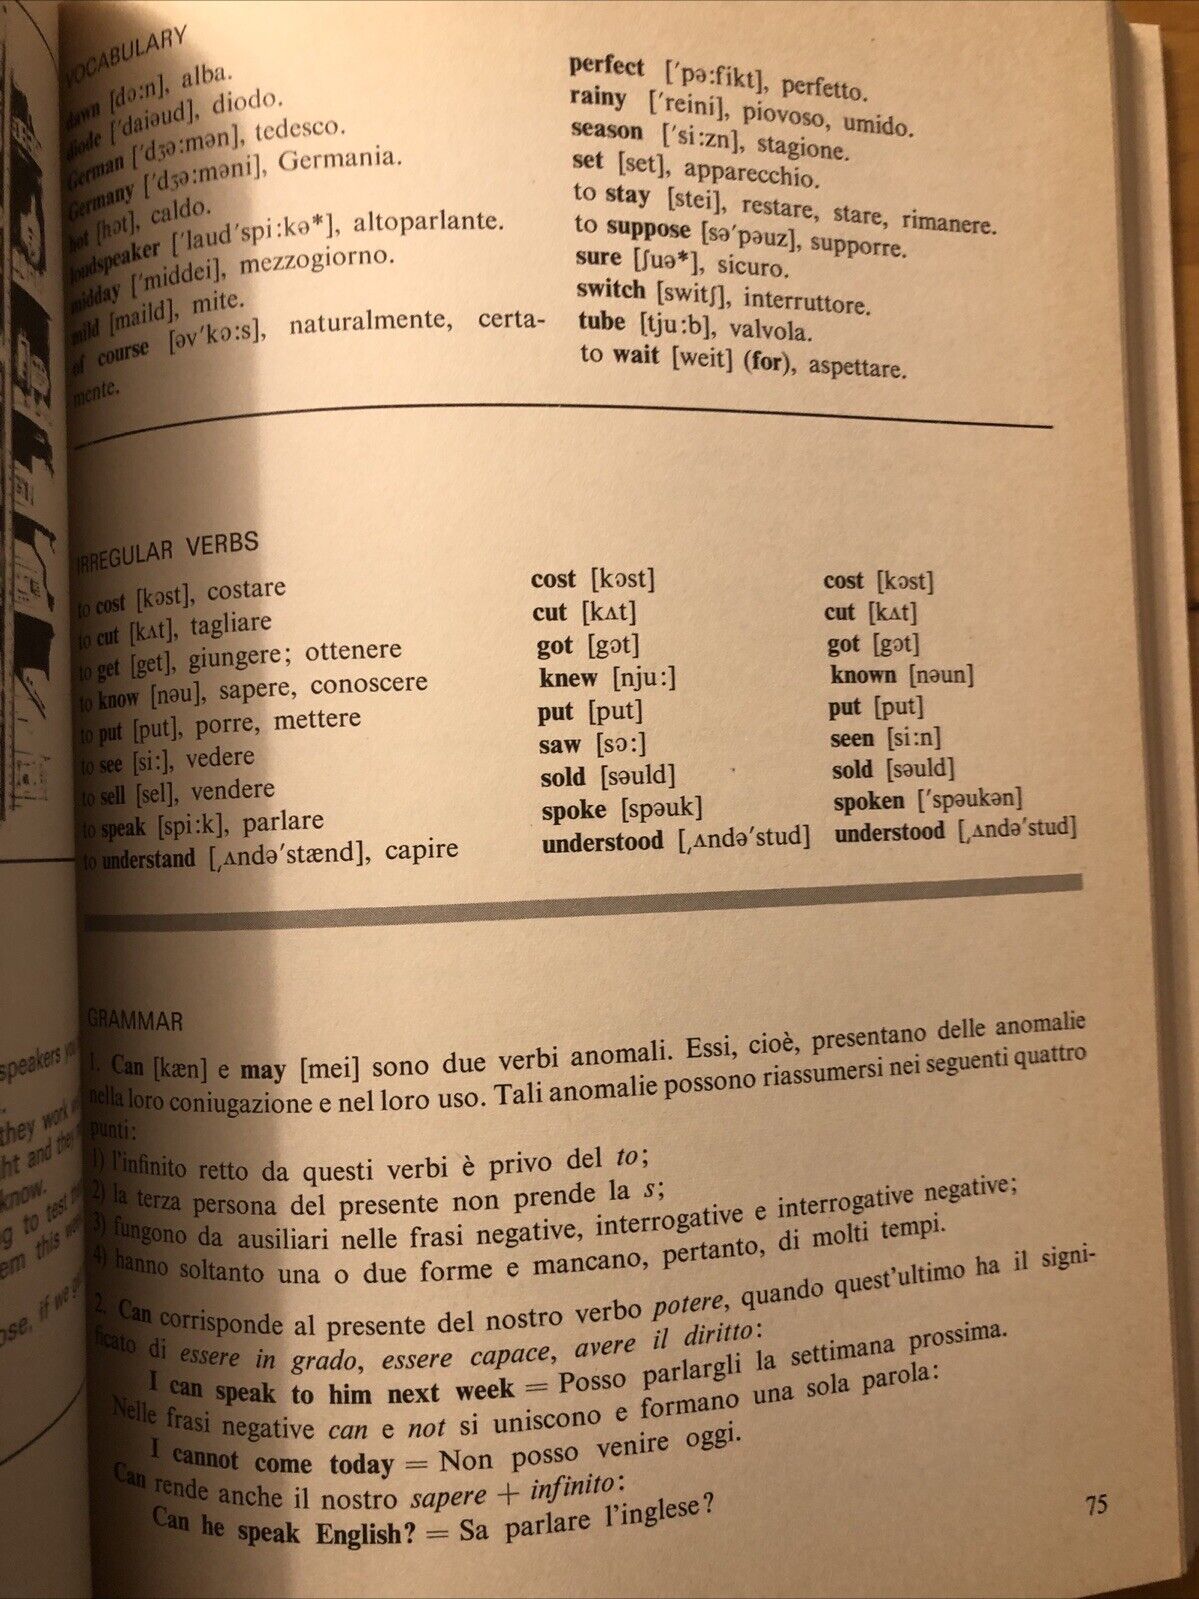 VOCABULARY
dawn [dɔ:n], alba.
diode ['daiəud], diodo.
German ['dʒə:mən], tedesco.
Germany ['dʒə:məni], Germania.
hot [hɔt], caldo.
loudspeaker ['laud'spi:kə*], altoparlante.
midday ['middei], mezzogiorno.
mild [maild], mite.
of course [əv'kɔ:s], naturalmente, certa-
mente.
perfect ['pə:fikt], perfetto.
rainy ['reini], piovoso, umido.
season ['si:zn], stagione.
set [set], apparecchio.
to stay [stei], restare, stare, rimanere.
to suppose [sə'pəuz], supporre.
sure [ʃuə*], sicuro.
switch [switʃ], interruttore.
tube [tju:b], valvola.
to wait [weit] (for), aspettare.
IRREGULAR VERBS
to cost [kɔst], costare cost [kɔst] cost [kɔst]
to cut [kʌt], tagliare cut [kʌt] cut [kʌt]
to get [get], giungere; ottenere got [gɔt] got [gɔt]
to know [nəu], sapere, conoscere knew [nju:] known [nəun]
to put [put], porre, mettere put [put] put [put]
to see [si:], vedere saw [sɔ:] seen [si:n]
to sell [sel], vendere sold [səuld] sold [səuld]
to speak [spi:k], parlare spoke [spəuk] spoken ['spəukən]
to understand [ˌʌndə'stænd], capire understood [ˌʌndə'stud] understood [ˌʌndə'stud]
GRAMMAR
1. Can [kæn] e may [mei] sono due verbi anomali. Essi, cioè, presentano delle anomalie
nella loro coniugazione e nel loro uso. Tali anomalie possono riassumersi nei seguenti quattro
punti:
1) l'infinito retto da questi verbi è privo del to;
2) la terza persona del presente non prende la s;
3) fungono da ausiliari nelle frasi negative, interrogative e interrogative negative;
4) hanno soltanto una o due forme e mancano, pertanto, di molti tempi.
2. Can corrisponde al presente del nostro verbo potere, quando quest'ultimo ha il signi-
ficato di essere in grado, essere capace, avere il diritto:
I can speak to him next week = Posso parlargli la settimana prossima.
Nelle frasi negative can e not si uniscono e formano una sola parola:
I cannot come today = Non posso venire oggi.
Can rende anche il nostro sapere + infinito:
Can he speak English? = Sa parlare l'inglese?
75
speakers
they work
and they
know.
to test
this
if we